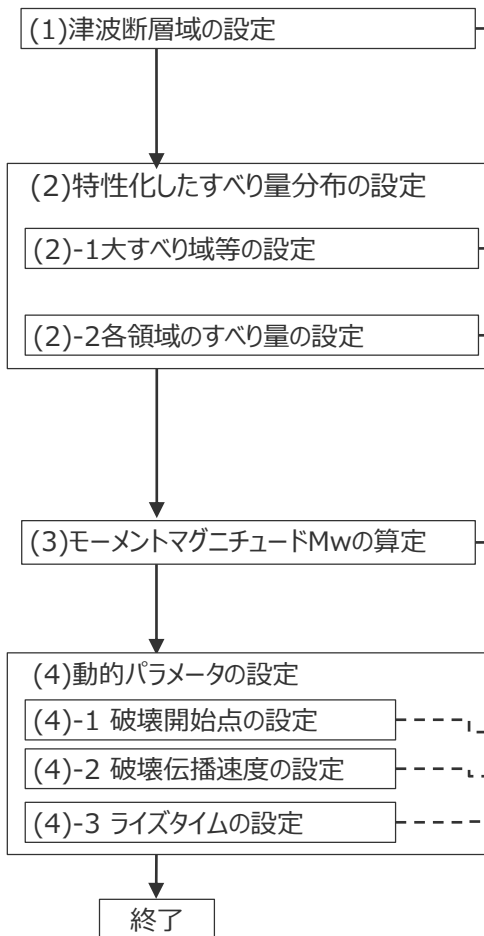 (1)津波断層域の設定
(2)特性化したすべり量分布の設定
(2)-1大すべり域等の設定
(2)-2各領域のすべり量の設定
(3)モーメントマグニチュードMwの算定
(4)動的パラメータの設定
(4)-1 破壊開始点の設定
(4)-2 破壊伝播速度の設定
(4)-3 ライズタイムの設定
終了